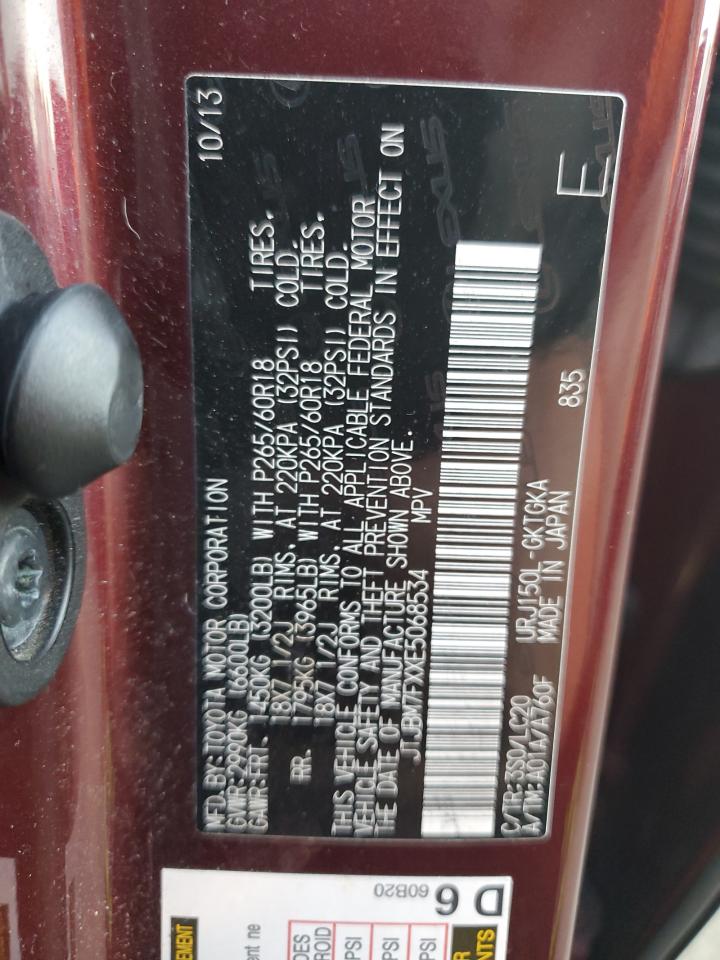 MFD.BY:TOYOTA MOTOR CORPORATION 10/13
GVWR:2990KG (6600LB)
GAWR:FRT. 1450KG (3200LB) WITH P265/60R18 TIRES.
18X7 1/2J RIMS. AT 220KPA (32PSI) COLD.
RR. 1795KG (3965LB) WITH P265/60R18 TIRES.
18X7 1/2J RIMS. AT 220KPA (32PSI) COLD.
THIS VEHICLE CONFORMS TO ALL APPLICABLE FEDERAL MOTOR
VEHICLE SAFETY AND THEFT PREVENTION STANDARDS IN EFFECT ON
THE DATE OF MANUFACTURE SHOWN ABOVE.
JTJBM7FXXE5068534 MPV
C/TR:3S0/LC20 URJ150L-GKTGKA 835 E
A/TM:A01A/A760F MADE IN JAPAN
D6
60B20